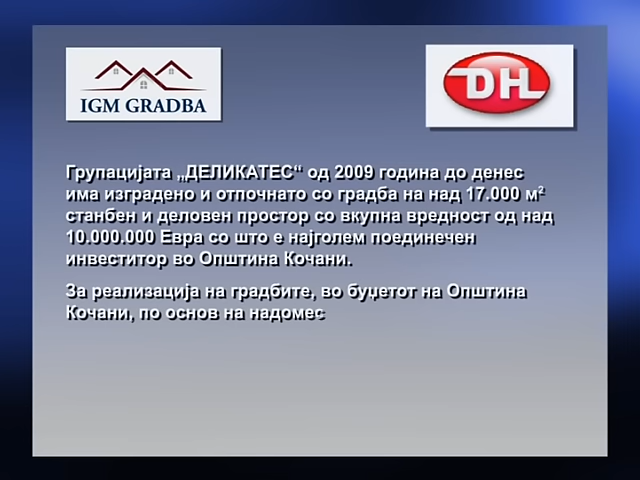 IGM GRADBA
DHL
Групацијата „ДЕЛИКАТЕС“ од 2009 година до денес
има изградено и отпочнато со градба на над 17.000 м²
станбен и деловен простор со вкупна вредност од над
10.000.000 Евра со што е најголем поединечен
инвеститор во Општина Кочани.
За реализација на градбите, во буџетот на Општина
Кочани, по основ на надомес